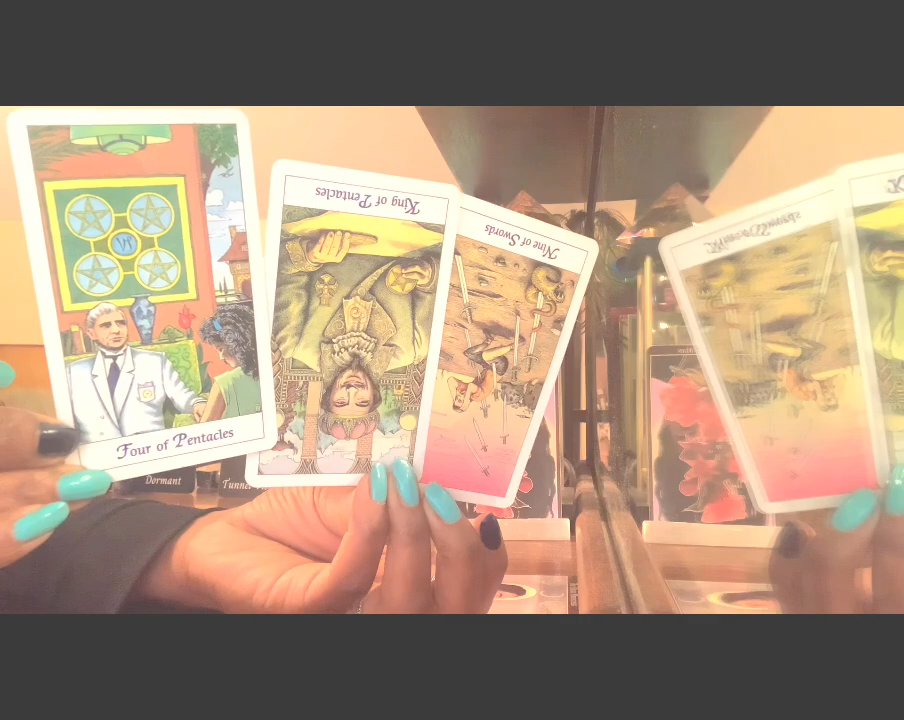 Four of Pentacles
King of Pentacles
Nine of Swords
Dormant